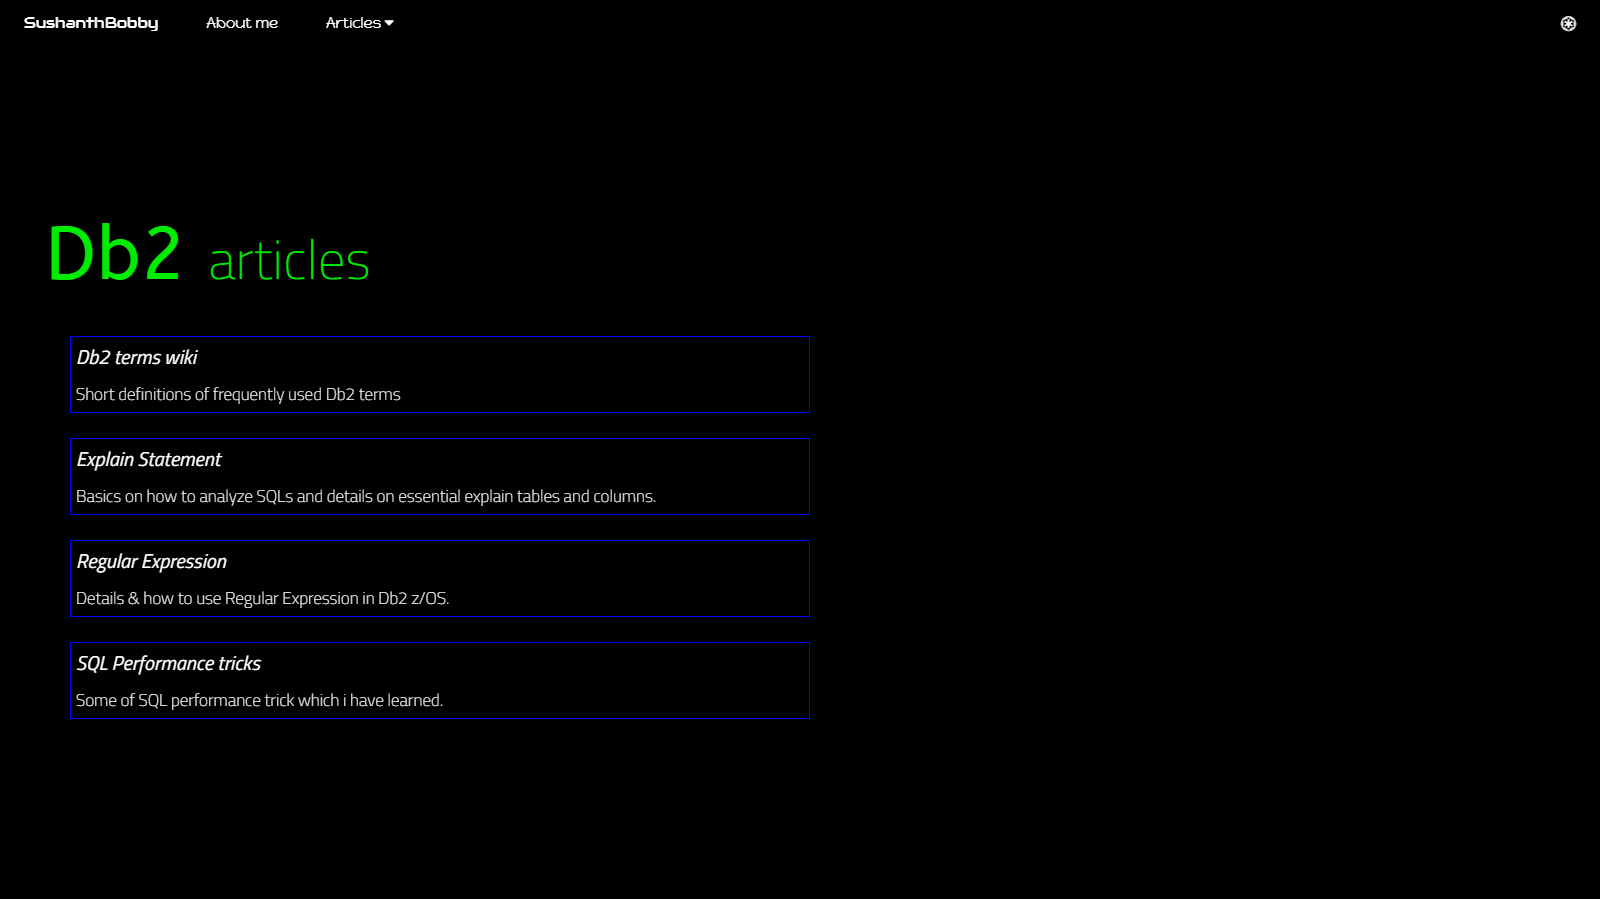 SushanthBobby About me Articles
Db2 articles
Db2 terms wiki
Short definitions of frequently used Db2 terms
Explain Statement
Basics on how to analyze SQLs and details on essential explain tables and columns.
Regular Expression
Details & how to use Regular Expression in Db2 z/OS.
SQL Performance tricks
Some of SQL performance trick which i have learned.